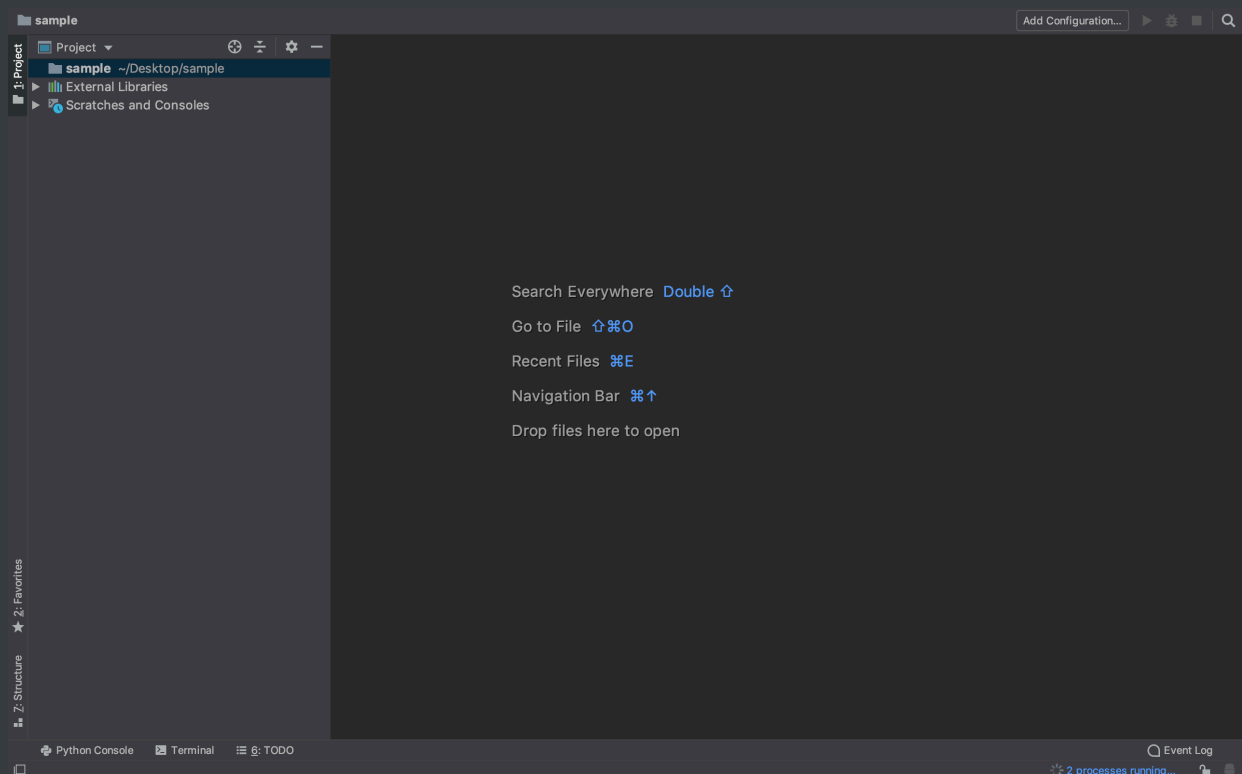 sample
Add Configuration...
1: Project
Project
sample ~/Desktop/sample
External Libraries
Scratches and Consoles
Search Everywhere Double ⇧
Go to File ⇧⌘O
Recent Files ⌘E
Navigation Bar ⌘↑
Drop files here to open
2: Favorites
Z: Structure
Python Console
Terminal
6: TODO
Event Log
2 processes running...